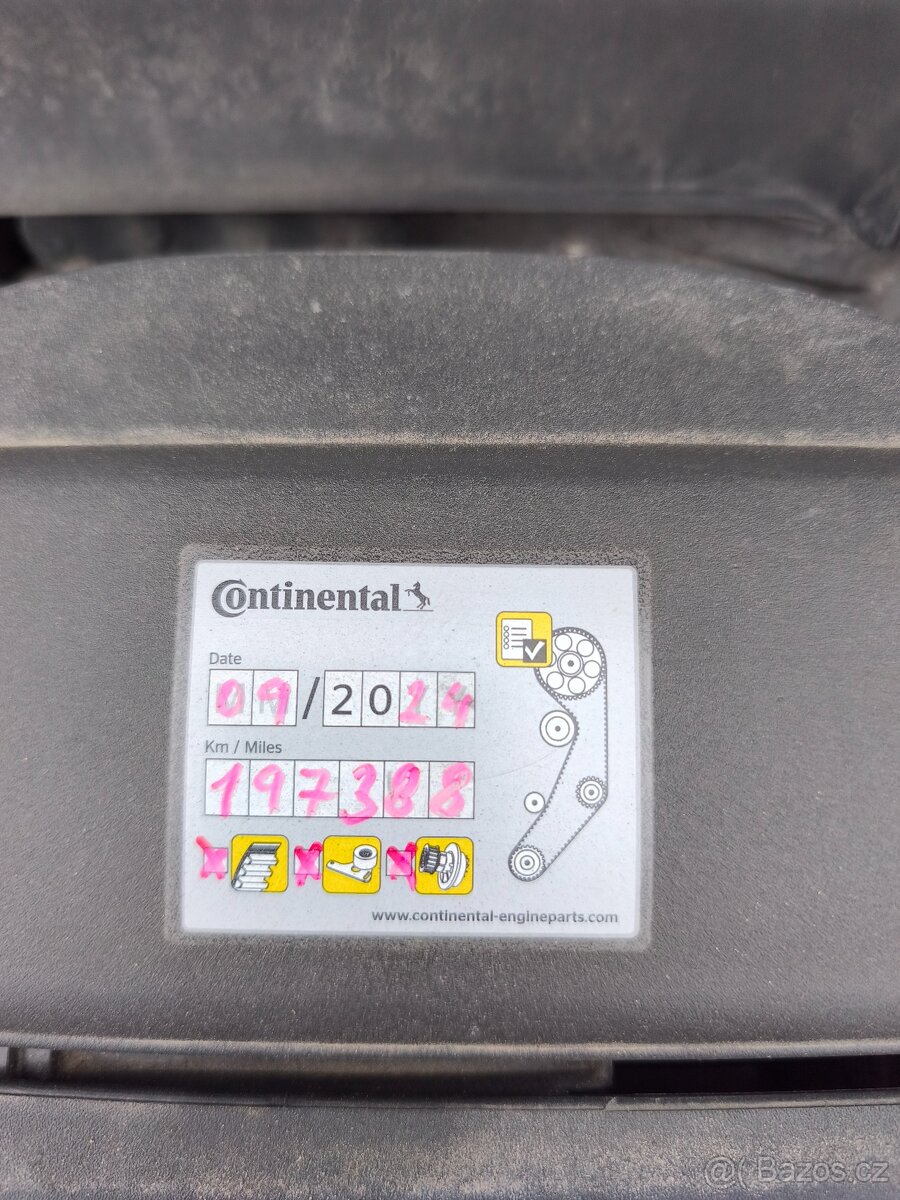 Continental
Date
09/2024
Km / Miles
197388
www.continental-engineparts.com
@( Bazos.cz